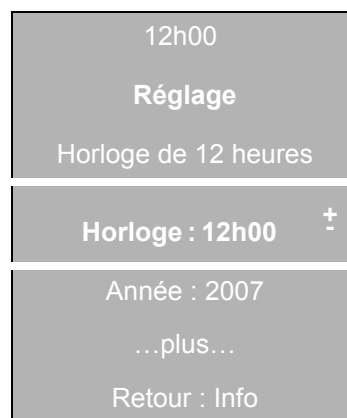 12h00
Réglage
Horloge de 12 heures
Horloge : 12h00 +
-
Année : 2007
…plus…
Retour : Info